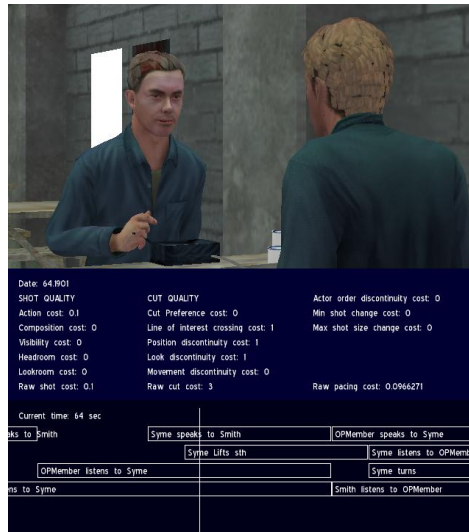 Date: 64.1901
SHOT QUALITY CUT QUALITY Actor order discontinuity cost: 0
Action cost: 0.1 Cut Preference cost: 0 Min shot change cost: 0
Composition cost: 0 Line of interest crossing cost: 1 Max shot size change cost: 0
Visibility cost: 0 Position discontinuity cost: 1
Headroom cost: 0 Look discontinuity cost: 1
Lookroom cost: 0 Movement discontinuity cost: 0
Raw shot cost: 0.1 Raw cut cost: 3 Raw pacing cost: 0.0966271
Current time: 64 sec
aks to Smith Syme speaks to Smith OPMember speaks to Syme
Syme Lifts sth Syme listens to OPMemb
OPMember listens to Syme Syme turns
ens to Syme Smith listens to OPMember